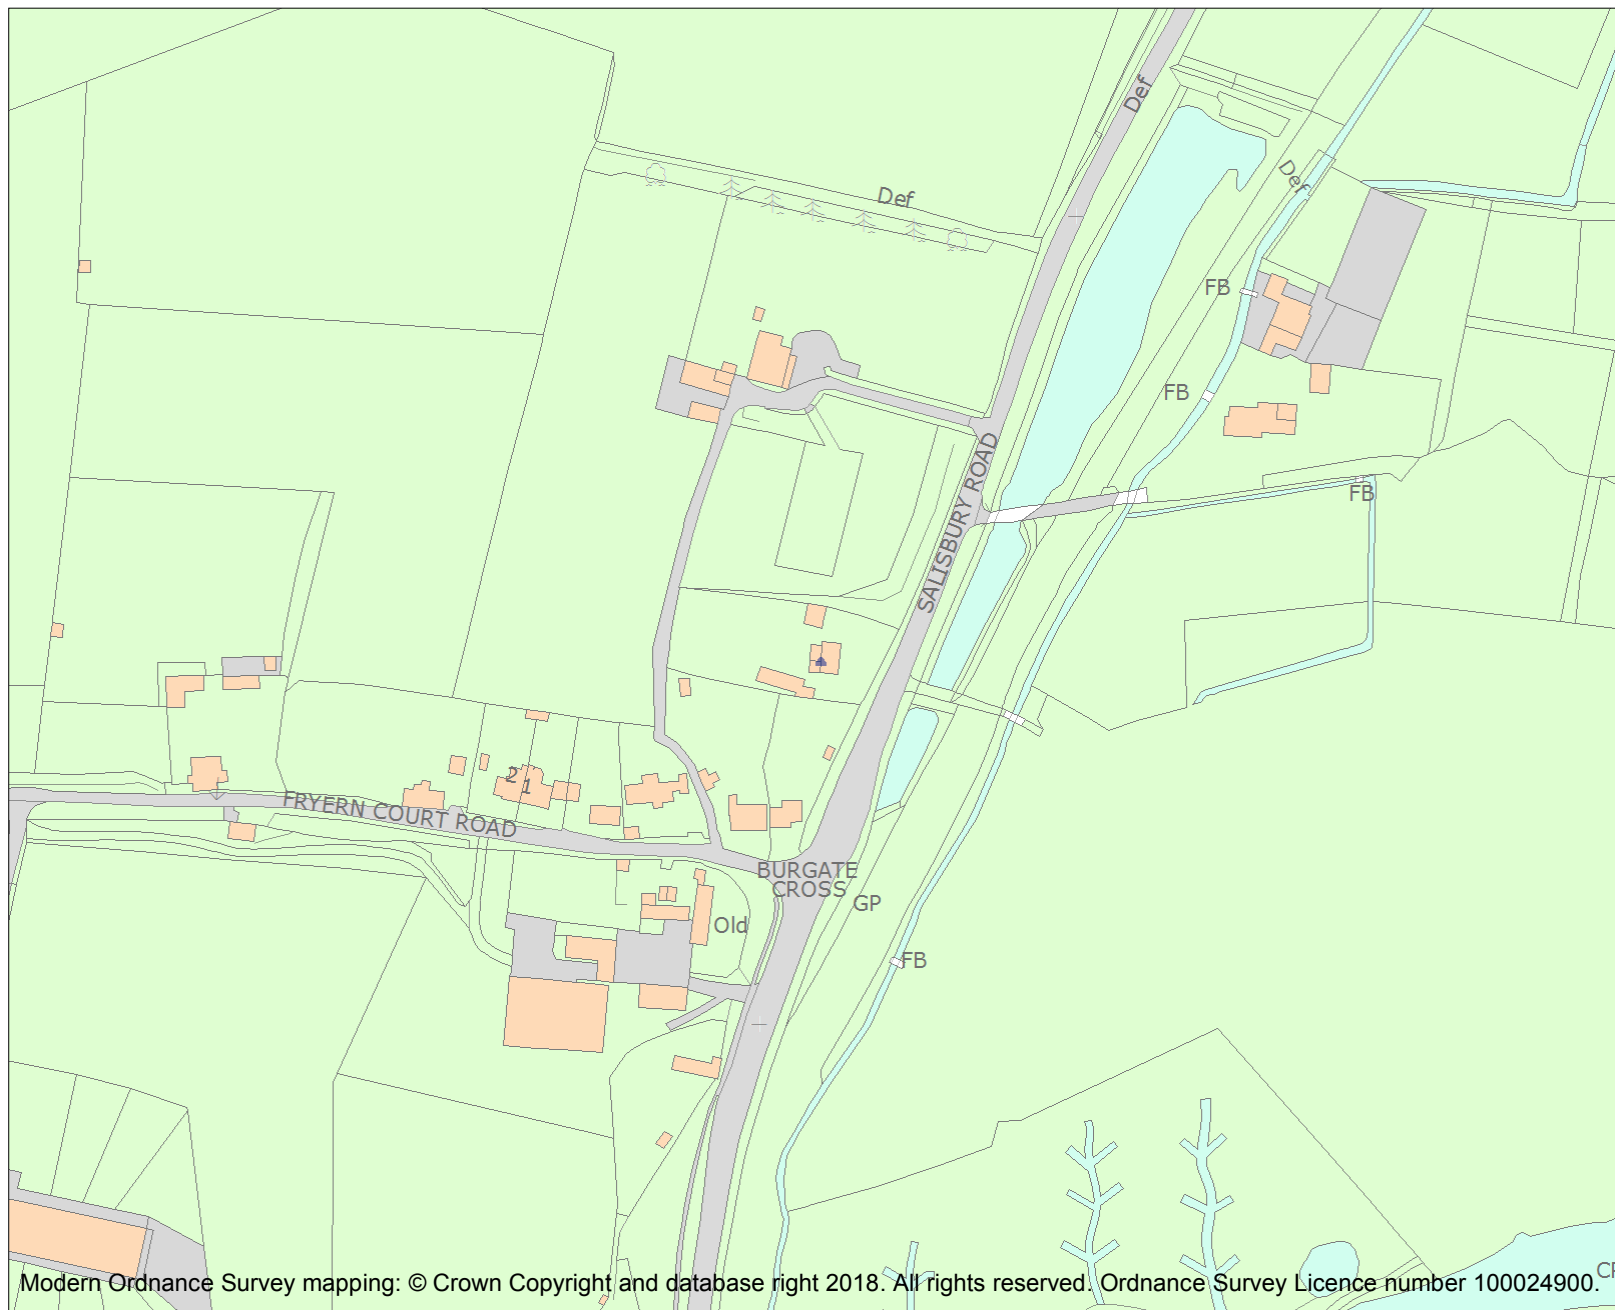 Def
Def
Def
FB
FB
SALISBURY ROAD
FB
2
1
FRYERN COURT ROAD
BURGATE
CROSS
GP
Old
FB
Modern Ordnance Survey mapping: © Crown Copyright and database right 2018. All rights reserved. Ordnance Survey Licence number 100024900.